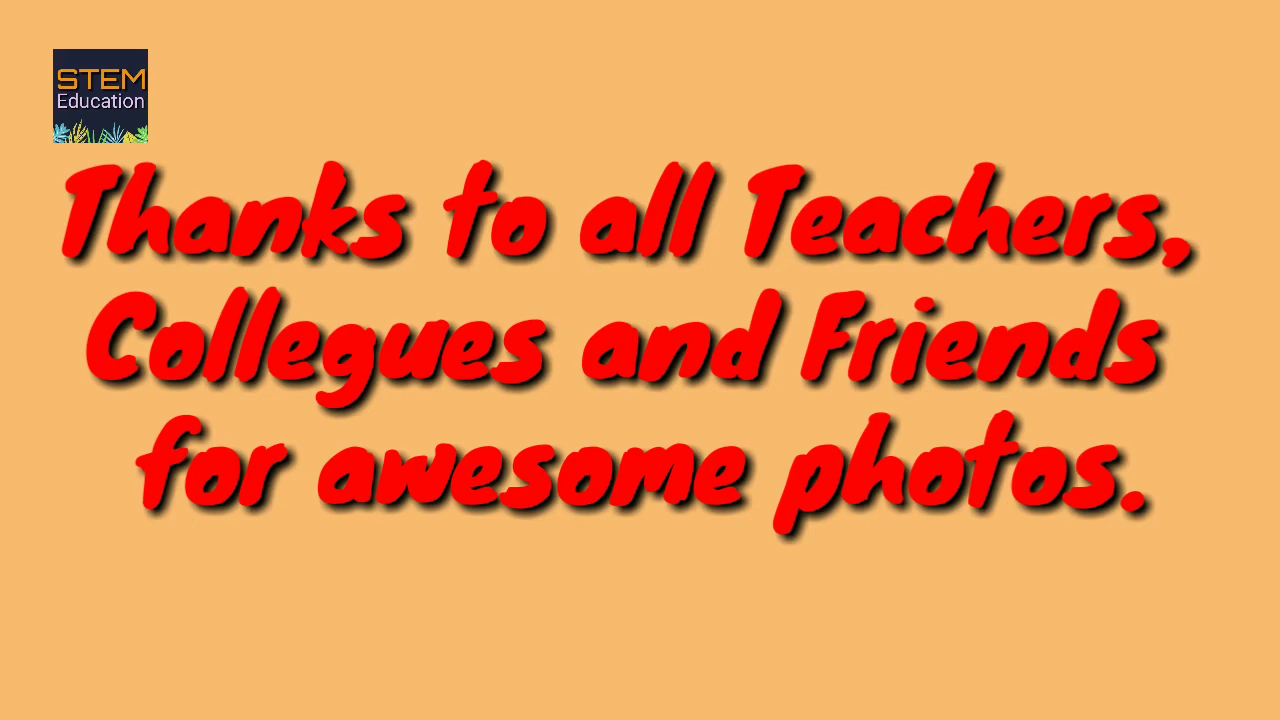 STEM
Education
Thanks to all Teachers,
Collegues and Friends
for awesome photos.